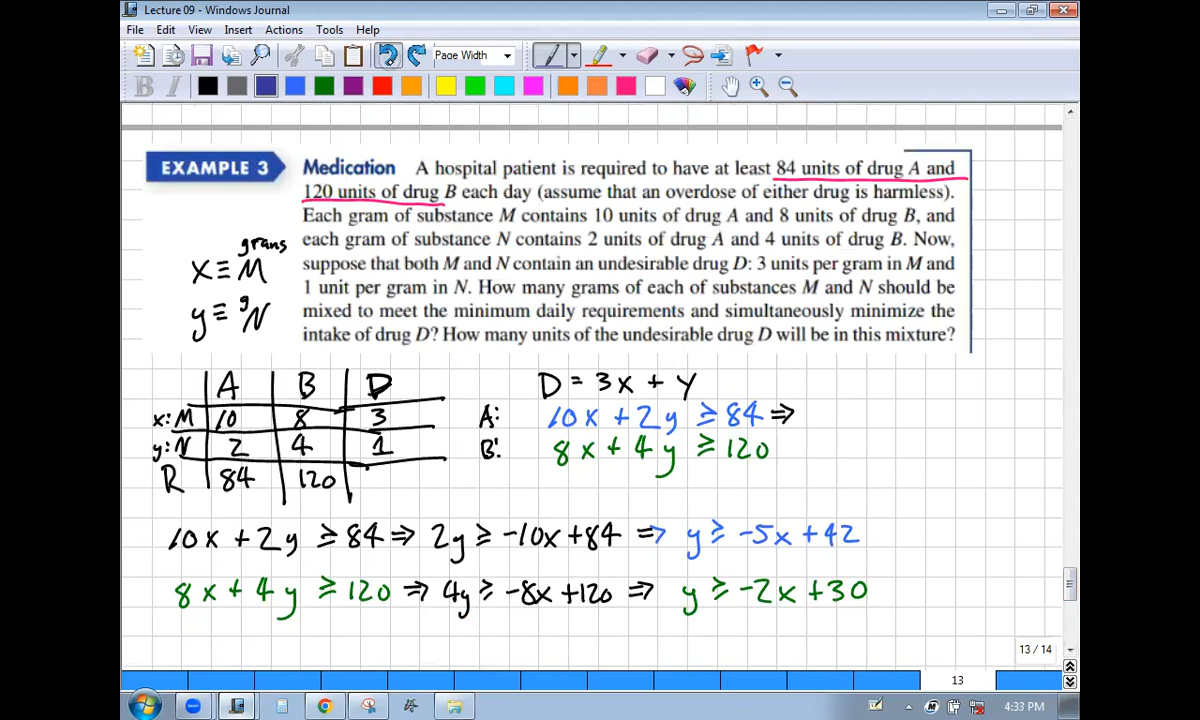 Lecture 09 - Windows Journal
File Edit View Insert Actions Tools Help
Page Width
B I
EXAMPLE 3 Medication A hospital patient is required to have at least 84 units of drug A and
120 units of drug B each day (assume that an overdose of either drug is harmless).
Each gram of substance M contains 10 units of drug A and 8 units of drug B, and
each gram of substance N contains 2 units of drug A and 4 units of drug B. Now,
suppose that both M and N contain an undesirable drug D: 3 units per gram in M and
1 unit per gram in N. How many grams of each of substances M and N should be
mixed to meet the minimum daily requirements and simultaneously minimize the
intake of drug D? How many units of the undesirable drug D will be in this mixture?
grams
x ≡ M
g
y ≡ N
A B D
x: M 10 8 3
y: N 2 4 1
R 84 120
D = 3x + y
A: 10x + 2y ≥ 84 ⇒
B: 8x + 4y ≥ 120
10x + 2y ≥ 84 ⇒ 2y ≥ -10x + 84 ⇒ y ≥ -5x + 42
8x + 4y ≥ 120 ⇒ 4y ≥ -8x + 120 ⇒ y ≥ -2x + 30
13 / 14
13
4:33 PM